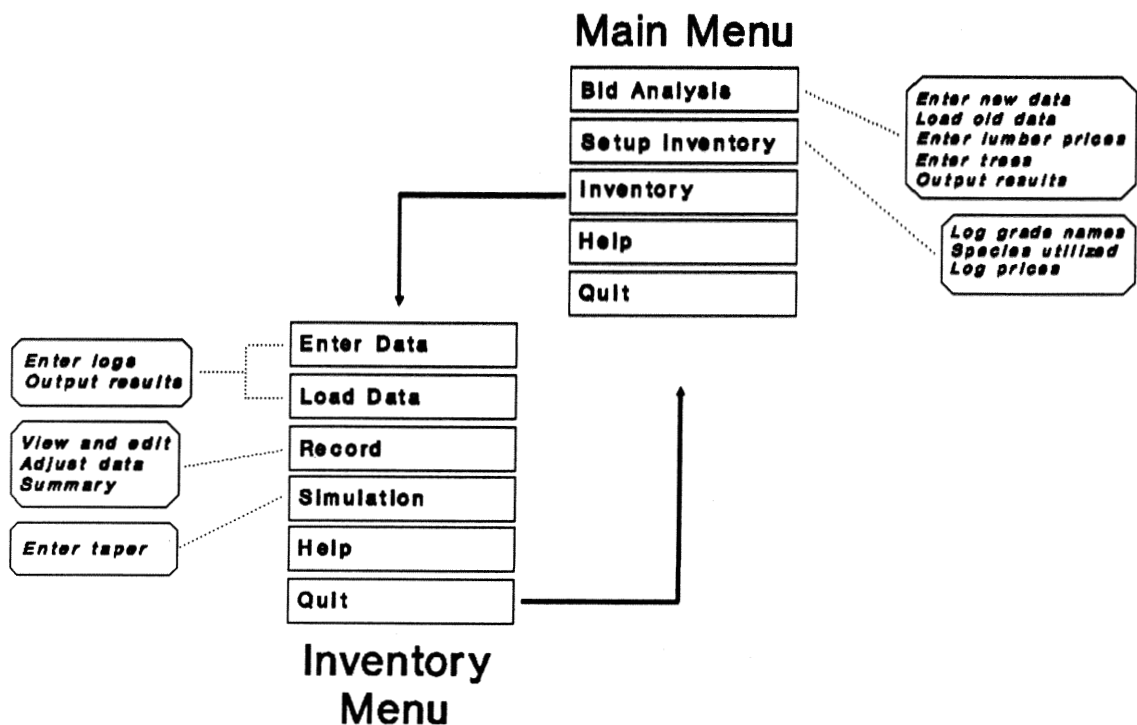 Main Menu
Bid Analysis
Setup Inventory
Inventory
Help
Quit
Enter new data
Load old data
Enter lumber prices
Enter trees
Output results
Log grade names
Species utilized
Log prices
Enter Data
Load Data
Record
Simulation
Help
Quit
Enter logs
Output results
View and edit
Adjust data
Summary
Enter taper
Inventory
Menu